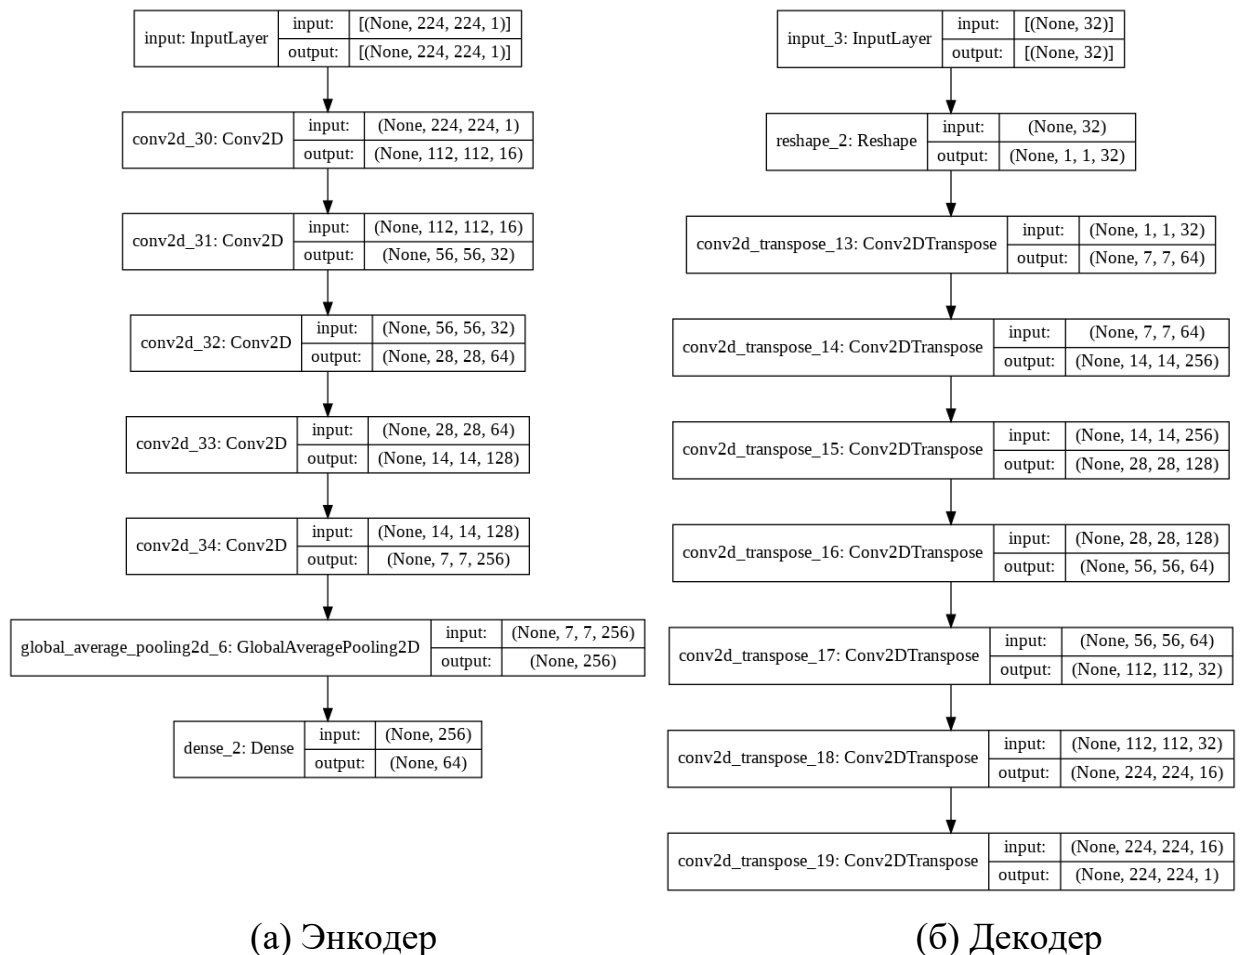 input: InputLayer
input:
[(None, 224, 224, 1)]
output:
[(None, 224, 224, 1)]
conv2d_30: Conv2D
input:
(None, 224, 224, 1)
output:
(None, 112, 112, 16)
conv2d_31: Conv2D
input:
(None, 112, 112, 16)
output:
(None, 56, 56, 32)
conv2d_32: Conv2D
input:
(None, 56, 56, 32)
output:
(None, 28, 28, 64)
conv2d_33: Conv2D
input:
(None, 28, 28, 64)
output:
(None, 14, 14, 128)
conv2d_34: Conv2D
input:
(None, 14, 14, 128)
output:
(None, 7, 7, 256)
global_average_pooling2d_6: GlobalAveragePooling2D
input:
(None, 7, 7, 256)
output:
(None, 256)
dense_2: Dense
input:
(None, 256)
output:
(None, 64)
(а) Энкодер
input_3: InputLayer
input:
[(None, 32)]
output:
[(None, 32)]
reshape_2: Reshape
input:
(None, 32)
output:
(None, 1, 1, 32)
conv2d_transpose_13: Conv2DTranspose
input:
(None, 1, 1, 32)
output:
(None, 7, 7, 64)
conv2d_transpose_14: Conv2DTranspose
input:
(None, 7, 7, 64)
output:
(None, 14, 14, 256)
conv2d_transpose_15: Conv2DTranspose
input:
(None, 14, 14, 256)
output:
(None, 28, 28, 128)
conv2d_transpose_16: Conv2DTranspose
input:
(None, 28, 28, 128)
output:
(None, 56, 56, 64)
conv2d_transpose_17: Conv2DTranspose
input:
(None, 56, 56, 64)
output:
(None, 112, 112, 32)
conv2d_transpose_18: Conv2DTranspose
input:
(None, 112, 112, 32)
output:
(None, 224, 224, 16)
conv2d_transpose_19: Conv2DTranspose
input:
(None, 224, 224, 16)
output:
(None, 224, 224, 1)
(б) Декодер